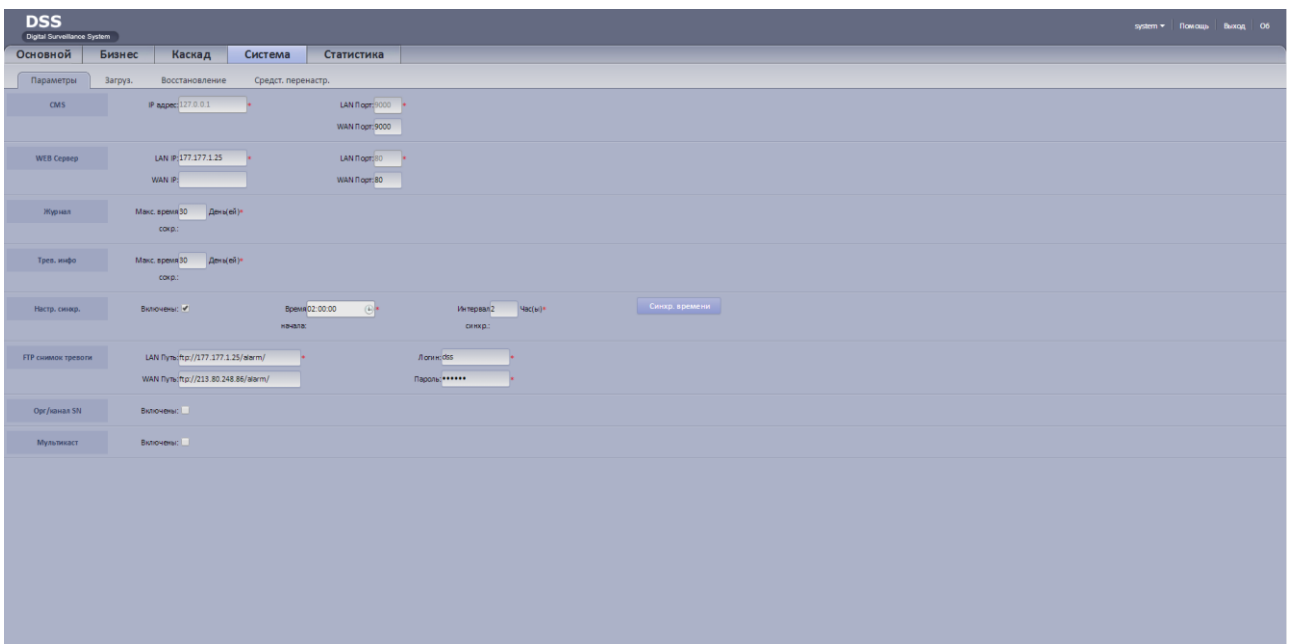 DSS
Digital Surveillance System
system Помощь Выход Об
Основной Бизнес Каскад Система Статистика
Параметры Загруз. Восстановление Средст. перенастр.
CMS IP адрес: 127.0.0.1 * LAN Порт: 9000 *
WAN Порт: 9000
WEB Сервер LAN IP: 177.177.1.25 * LAN Порт: 80 *
WAN IP: WAN Порт: 80
Журнал Макс. время 30 День(ей) *
сохр.:
Трев. инфо Макс. время 30 День(ей) *
сохр.:
Настр. синхр. Включены: Время 02:00:00 * Интервал 2 Час(ы) * Синхр. времени
начала: синхр.:
FTP снимок тревоги LAN Путь: ftp://177.177.1.25/alarm/ * Логин: dss *
WAN Путь: ftp://213.80.248.86/alarm/ Пароль: •••••• *
Орг/канал SN Включены:
Мультикаст Включены: